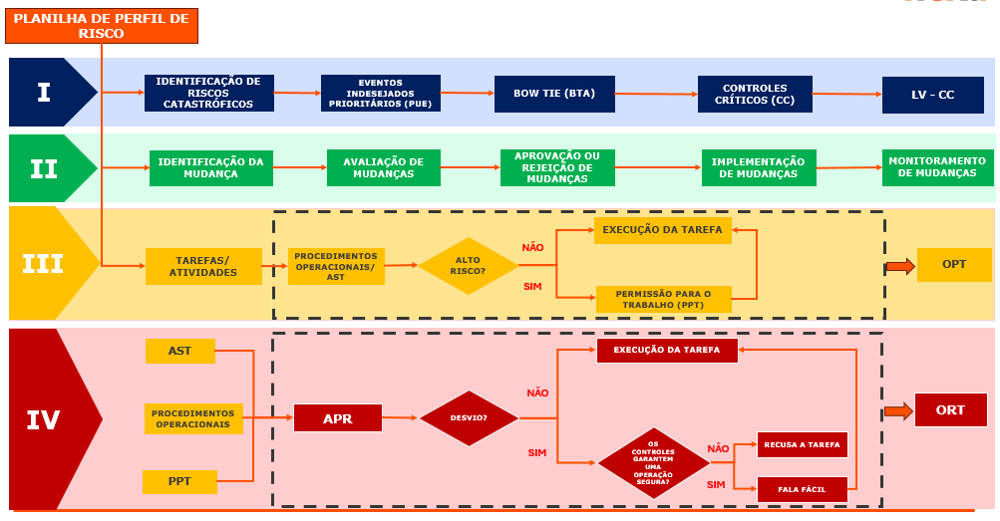 PLANILHA DE PERFIL DE
RISCO
I
IDENTIFICAÇÃO DE
RISCOS
CATASTRÓFICOS
EVENTOS
INDESEJADOS
PRIORITÁRIOS (PUE)
BOW TIE (BTA)
CONTROLES
CRÍTICOS (CC)
LV - CC
II
IDENTIFICAÇÃO DA
MUDANÇA
AVALIAÇÃO DE
MUDANÇAS
APROVAÇÃO OU
REJEIÇÃO DE
MUDANÇAS
IMPLEMENTAÇÃO
DE MUDANÇAS
MONITORAMENTO
DE MUDANÇAS
III
TAREFAS/
ATIVIDADES
PROCEDIMENTOS
OPERACIONAIS/
AST
ALTO
RISCO?
NÃO
SIM
EXECUÇÃO DA TAREFA
PERMISSÃO PARA O
TRABALHO (PPT)
OPT
IV
AST
PROCEDIMENTOS
OPERACIONAIS
PPT
APR
DESVIO?
NÃO
SIM
EXECUÇÃO DA TAREFA
OS
CONTROLES
GARANTEM
UMA
OPERAÇÃO
SEGURA?
NÃO
SIM
RECUSA A TAREFA
FALA FÁCIL
ORT